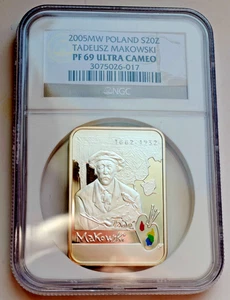 2005MW POLAND S20Z
TADEUSZ MAKOWSKI
PF 69 ULTRA CAMEO
3075026-017
NGC
1882-1932
Makowski